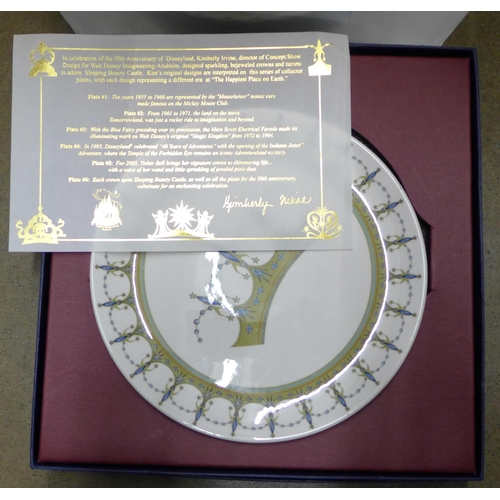 In celebration of the 50th Anniversary of Disneyland, Kimberly Irvine, director of Concept/Show
Design for Walt Disney Imagineering-Anaheim, designed sparkling, bejeweled crowns and turrets
to adorn Sleeping Beauty Castle. Kim's original designs are interpreted on this series of collector
plates, with each design representing a different era at "The Happiest Place on Earth."
Plate #1: The years 1955 to 1960 are represented by the "Mouseketeer" mouse ears
made famous on the Mickey Mouse Club.
Plate #2: From 1961 to 1971, the land on the move:
Tomorrowland, was just a rocket ride to imagination and beyond.
Plate #3: With the Blue Fairy presiding over its procession, the Main Street Electrical Parade made its
illuminating mark on Walt Disney's original "Magic Kingdom" from 1972 to 1994.
Plate #4: In 1995, Disneyland celebrated "40 Years of Adventures" with the opening of the Indiana Jones
Adventure, where the Temple of the Forbidden Eye remains an iconic Adventureland mystery.
Plate #5: For 2005, Tinker Bell brings her signature crown to shimmering life...
with a wave of her wand and little sprinkling of jeweled pixie dust.
Plate #6: Each crown upon Sleeping Beauty Castle, as well as all the plates for the 50th anniversary,
culminate for an enchanting celebration.
Kimberly Irvine